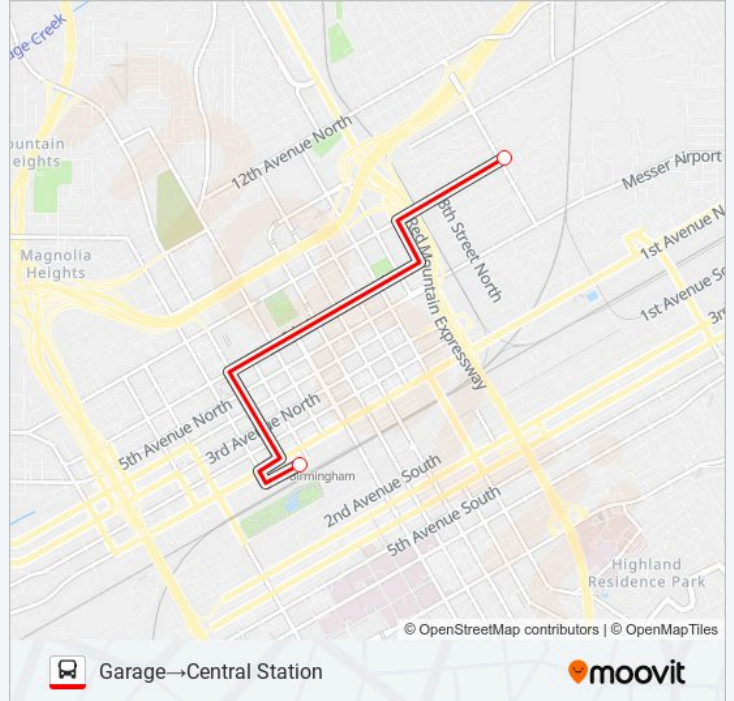 age Creek
12th Avenue North
ountain
eights
Messer Airport
8th Street North
Red Mountain Expressway
1st Avenue N
Magnolia
Heights
1st Avenue So
3r
5th Avenue North
3rd Avenue North
Birmingham
2nd Avenue South
5th Avenue South
Highland
Residence Park
© OpenStreetMap contributors | © OpenMapTiles
Garage→Central Station
moovit